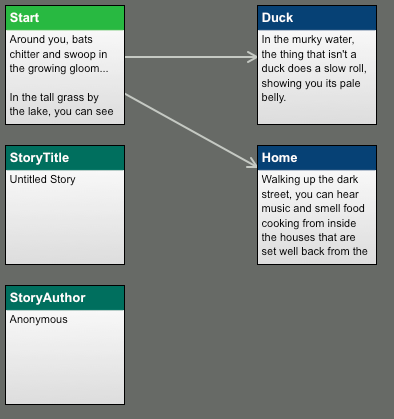 Start
Around you, bats
chitter and swoop in
the growing gloom...
In the tall grass by
the lake, you can see
Duck
In the murky water,
the thing that isn't a
duck does a slow roll,
showing you its pale
belly.
StoryTitle
Untitled Story
Home
Walking up the dark
street, you can hear
music and smell food
cooking from inside
the houses that are
set well back from the
StoryAuthor
Anonymous